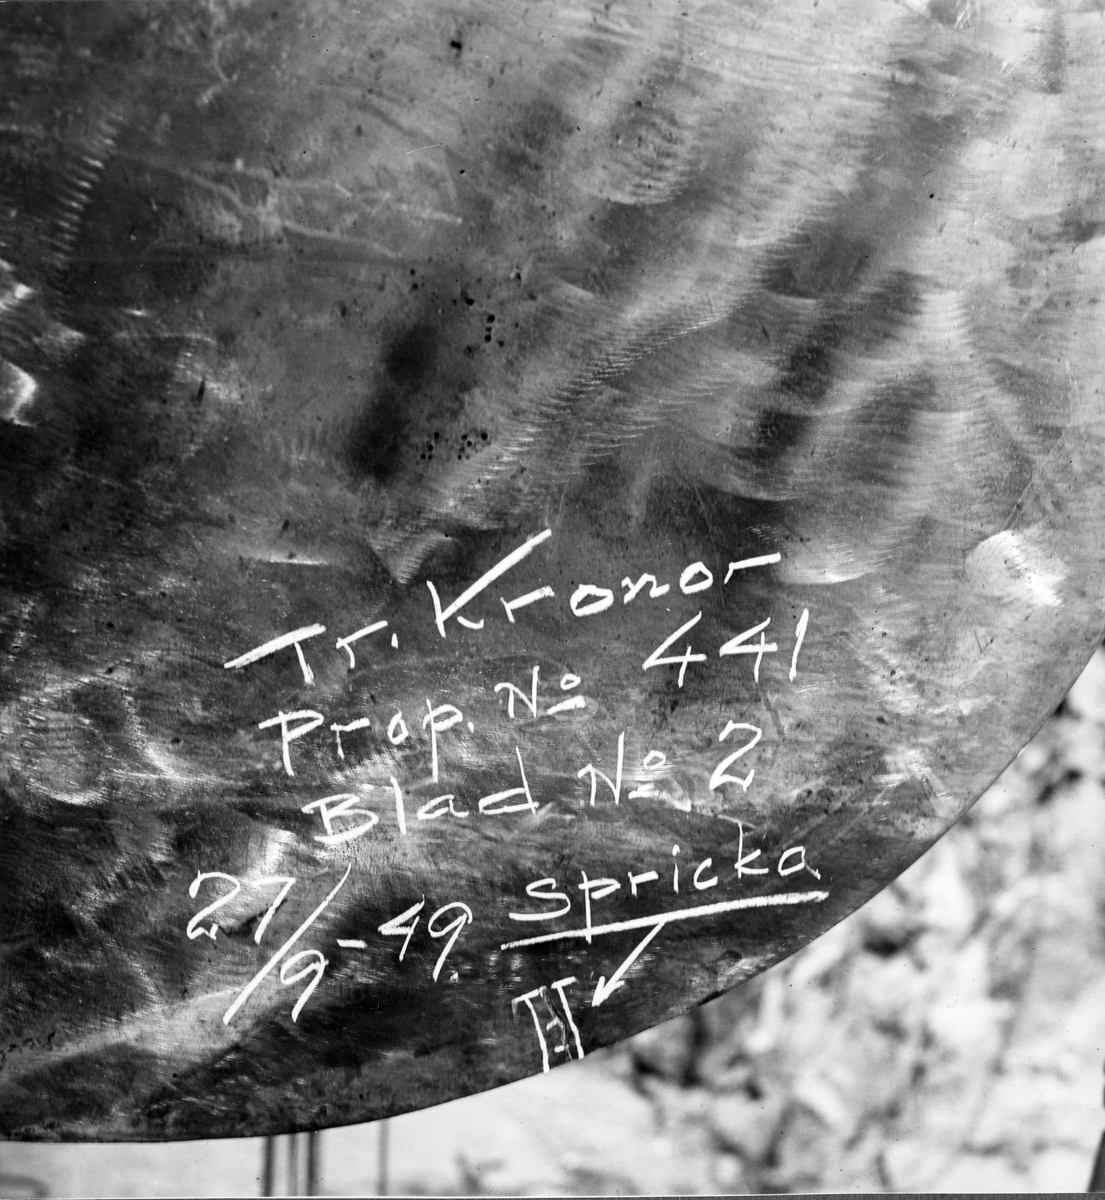 Tr. Kronor
Prop. No 441
Blad No 2
27/9-49 Spricka